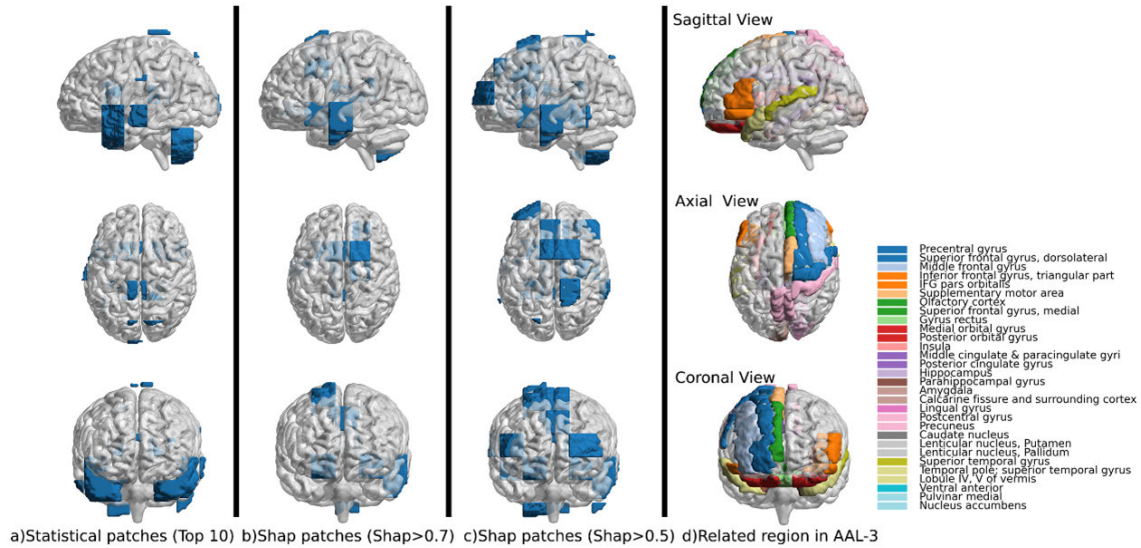 Sagittal View
Axial View
Coronal View
Precentral gyrus
Superior frontal gyrus, dorsolateral
Middle frontal gyrus
Inferior frontal gyrus, triangular part
IFG pars orbitalis
Supplementary motor area
Olfactory cortex
Superior frontal gyrus, medial
Gyrus rectus
Medial orbital gyrus
Posterior orbital gyrus
Insula
Middle cingulate & paracingulate gyri
Posterior cingulate gyrus
Hippocampus
Parahippocampal gyrus
Amygdala
Calcarine fissure and surrounding cortex
Lingual gyrus
Postcentral gyrus
Precuneus
Caudate nucleus
Lenticular nucleus, Putamen
Lenticular nucleus, Pallidum
Superior temporal gyrus
Temporal pole: superior temporal gyrus
Lobule IV, V of vermis
Ventral anterior
Pulvinar medial
Nucleus accumbens
a)Statistical patches (Top 10) b)Shap patches (Shap>0.7) c)Shap patches (Shap>0.5) d)Related region in AAL-3